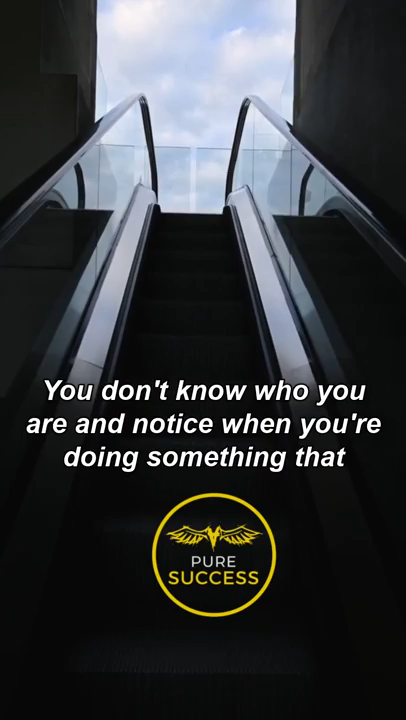 You don't know who you
are and notice when you're
doing something that
PURE
SUCCESS